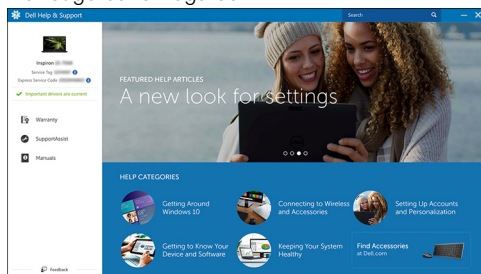 Dell Help & Support
Search
Inspiron
Service Tag
Express Service Code
Important drivers are current
Warranty
SupportAssist
Manuals
Feedback
FEATURED HELP ARTICLES
A new look for settings
HELP CATEGORIES
Getting Around
Windows 10
Connecting to Wireless
and Accessories
Setting Up Accounts
and Personalization
Getting to Know Your
Device and Software
Keeping Your System
Healthy
Find Accessories
at Dell.com